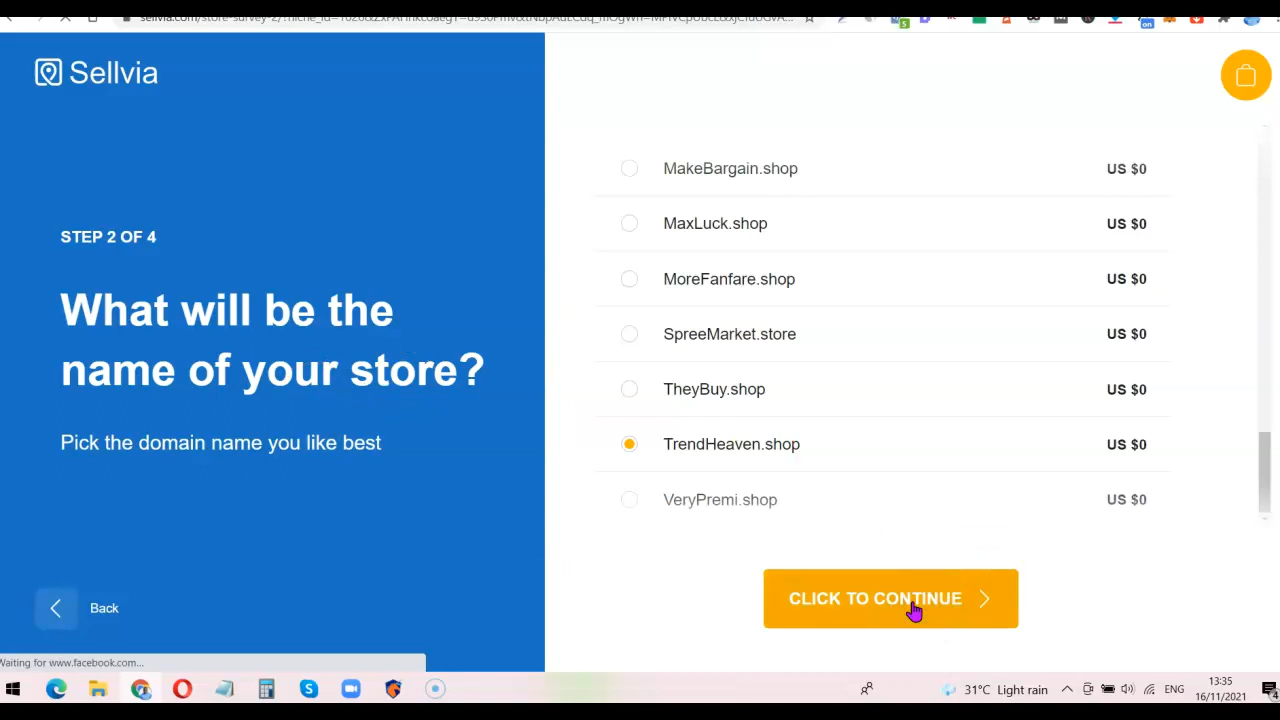 Sellvia
STEP 2 OF 4
What will be the
name of your store?
Pick the domain name you like best
Back
MakeBargain.shop US $0
MaxLuck.shop US $0
MoreFanfare.shop US $0
SpreeMarket.store US $0
TheyBuy.shop US $0
TrendHeaven.shop US $0
VeryPremi.shop US $0
CLICK TO CONTINUE
Waiting for www.facebook.com...
31°C Light rain
ENG
13:35
16/11/2021